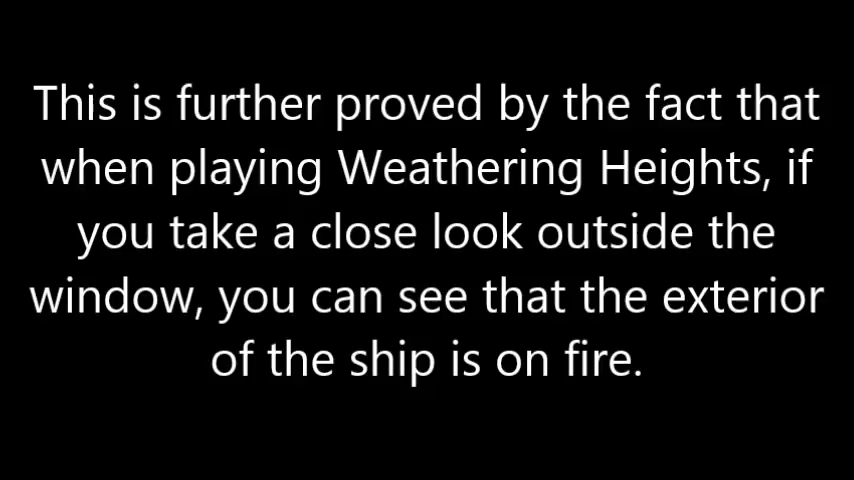 This is further proved by the fact that
when playing Weathering Heights, if
you take a close look outside the
window, you can see that the exterior
of the ship is on fire.